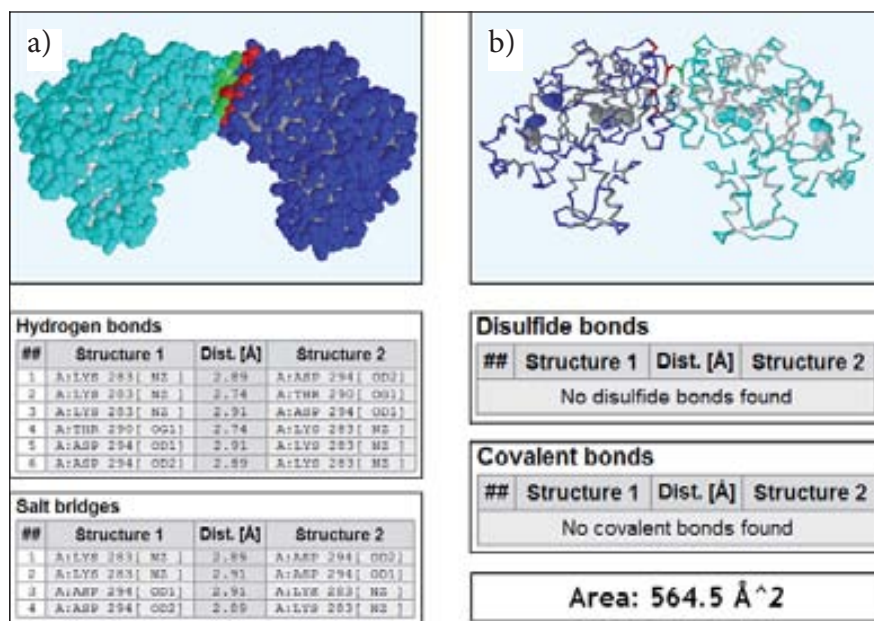 a)
b)
Hydrogen bonds
## Structure 1 Dist. [Å] Structure 2
1 A:LYS 283[ NZ ] 2.89 A:ASP 294[ OD2]
2 A:LYS 283[ NZ ] 2.74 A:THR 290[ OG1]
3 A:LYS 283[ NZ ] 2.91 A:ASP 294[ OD1]
4 A:THR 290[ OG1] 2.74 A:LYS 283[ NZ ]
5 A:ASP 294[ OD1] 2.91 A:LYS 283[ NZ ]
6 A:ASP 294[ OD2] 2.89 A:LYS 283[ NZ ]
Salt bridges
## Structure 1 Dist. [Å] Structure 2
1 A:LYS 283[ NZ ] 2.89 A:ASP 294[ OD2]
2 A:LYS 283[ NZ ] 2.91 A:ASP 294[ OD1]
3 A:ASP 294[ OD1] 2.91 A:LYS 283[ NZ ]
4 A:ASP 294[ OD2] 2.89 A:LYS 283[ NZ ]
Disulfide bonds
## Structure 1 Dist. [Å] Structure 2
No disulfide bonds found
Covalent bonds
## Structure 1 Dist. [Å] Structure 2
No covalent bonds found
Area: 564.5 Å^2